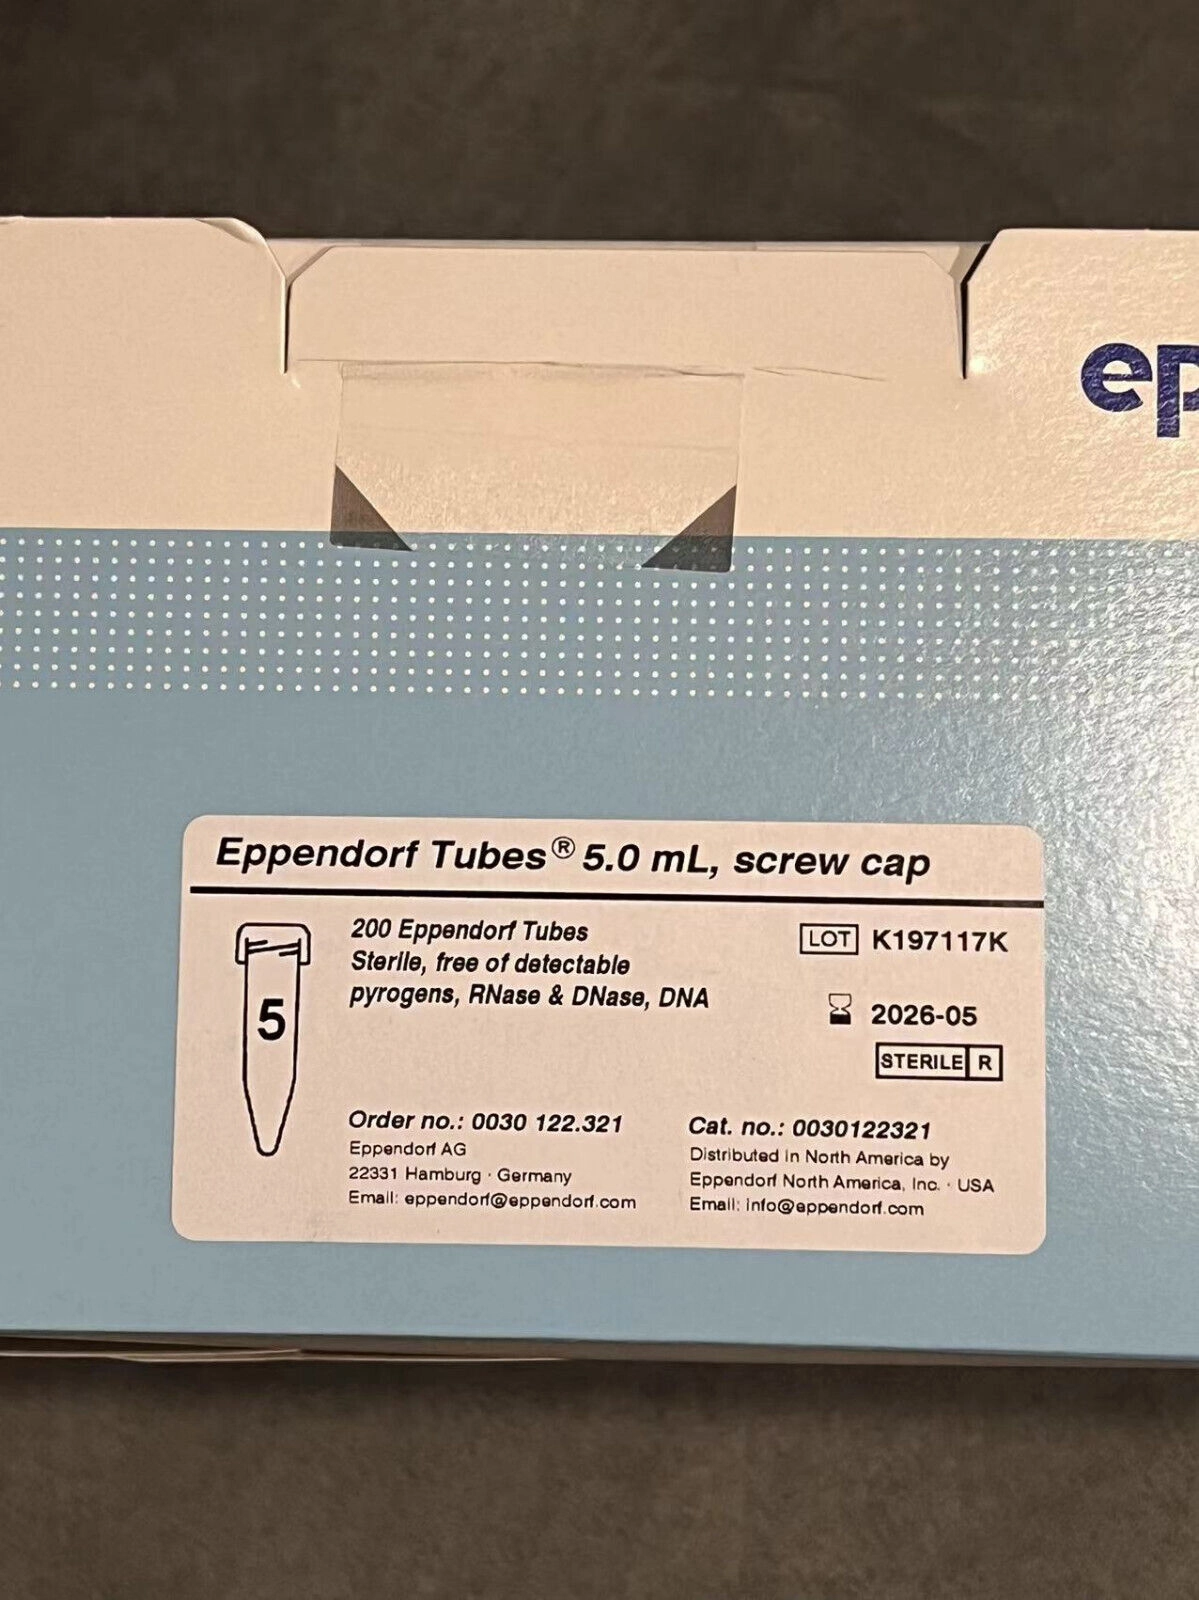 ep
Eppendorf Tubes® 5.0 mL, screw cap
5
200 Eppendorf Tubes
Sterile, free of detectable
pyrogens, RNase & DNase, DNA
LOT K197117K
2026-05
STERILE R
Order no.: 0030 122.321
Eppendorf AG
22331 Hamburg · Germany
Email: eppendorf@eppendorf.com
Cat. no.: 0030122321
Distributed in North America by
Eppendorf North America, Inc. · USA
Email: info@eppendorf.com